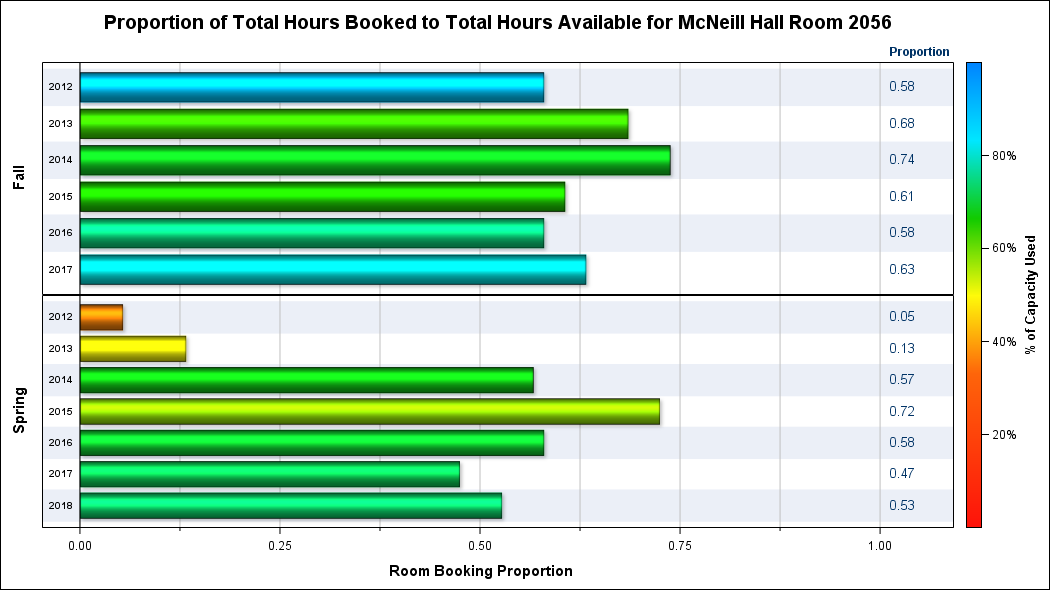 Proportion of Total Hours Booked to Total Hours Available for McNeill Hall Room 2056
Proportion
Fall
2012 0.58
2013 0.68
2014 0.74
2015 0.61
2016 0.58
2017 0.63
Spring
2012 0.05
2013 0.13
2014 0.57
2015 0.72
2016 0.58
2017 0.47
2018 0.53
0.00 0.25 0.50 0.75 1.00
Room Booking Proportion
80%
60%
40%
20%
% of Capacity Used